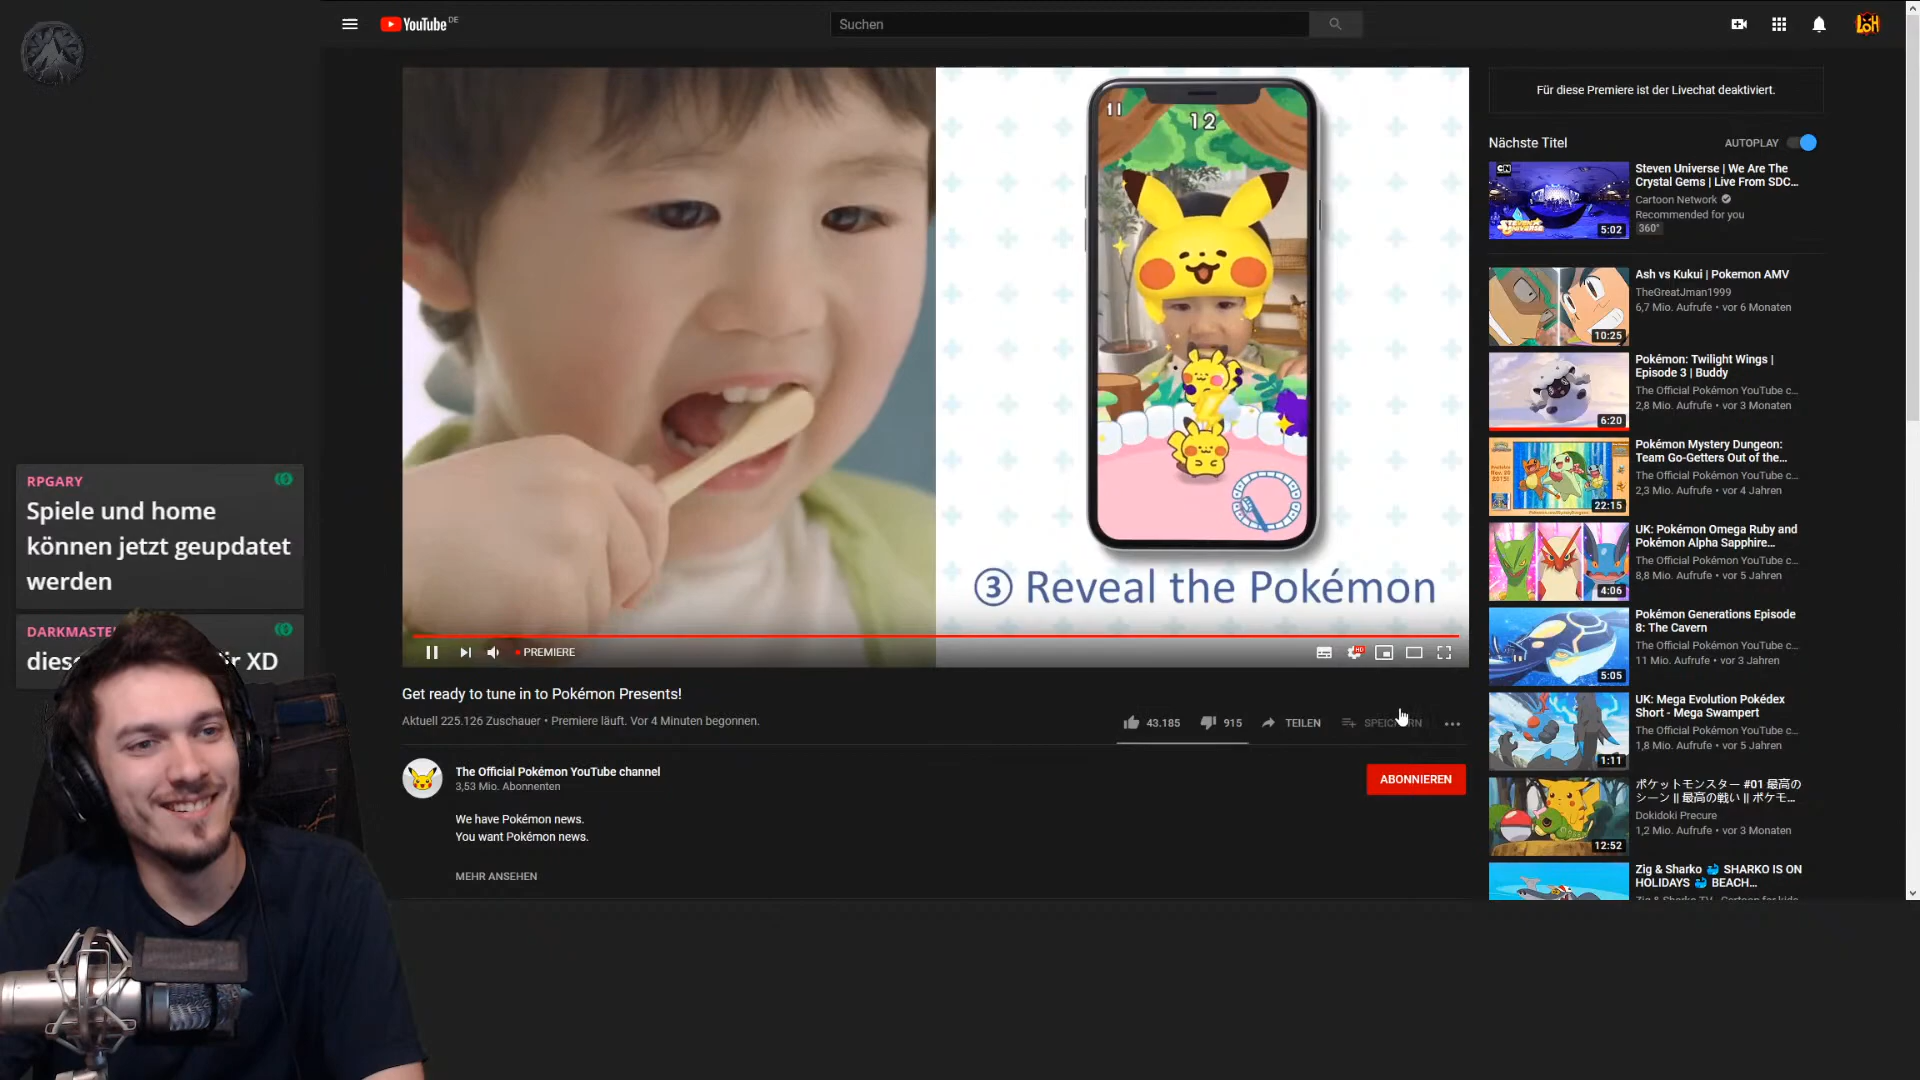 YouTube DE
Suchen
LOH
11
12
③ Reveal the Pokémon
PREMIERE
HD
Get ready to tune in to Pokémon Presents!
Aktuell 225.126 Zuschauer • Premiere läuft. Vor 4 Minuten begonnen.
43.185
915
TEILEN
The Official Pokémon YouTube channel
3,53 Mio. Abonnenten
ABONNIEREN
We have Pokémon news.
You want Pokémon news.
MEHR ANSEHEN
RPGARY
Spiele und home
können jetzt geupdatet
werden
XD
Für diese Premiere ist der Livechat deaktiviert.
Nächste Titel
AUTOPLAY
CN
5:02
Steven Universe | We Are The
Crystal Gems | Live From SDC...
Cartoon Network
Recommended for you
360°
10:25
Ash vs Kukui | Pokemon AMV
TheGreatJman1999
6,7 Mio. Aufrufe • vor 6 Monaten
6:20
Pokémon: Twilight Wings |
Episode 3 | Buddy
The Official Pokémon YouTube c...
2,8 Mio. Aufrufe • vor 3 Monaten
22:15
Pokémon Mystery Dungeon:
Team Go-Getters Out of the...
The Official Pokémon YouTube c...
2,3 Mio. Aufrufe • vor 4 Jahren
4:06
UK: Pokémon Omega Ruby and
Pokémon Alpha Sapphire...
The Official Pokémon YouTube c...
8,8 Mio. Aufrufe • vor 5 Jahren
5:05
Pokémon Generations Episode
8: The Cavern
The Official Pokémon YouTube c...
11 Mio. Aufrufe • vor 3 Jahren
1:11
UK: Mega Evolution Pokédex
Short - Mega Swampert
The Official Pokémon YouTube c...
1,8 Mio. Aufrufe • vor 5 Jahren
12:52
ポケットモンスター #01 最高の
シーン || 最高の戦い || ポケモ...
Dokidoki Precure
1,2 Mio. Aufrufe • vor 3 Monaten
Zig & Sharko 🐳 SHARKO IS ON
HOLIDAYS 🐳 BEACH...